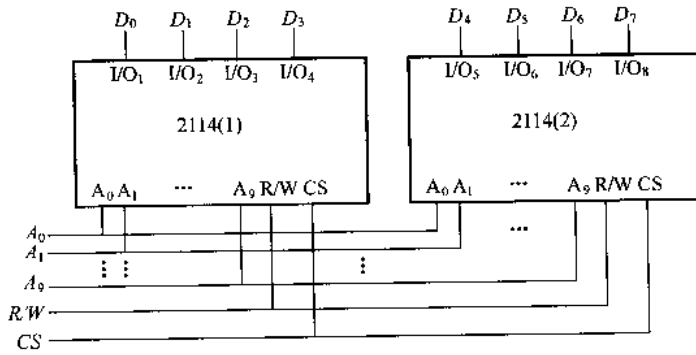 D₀ D₁ D₂ D₃ D₄ D₅ D₆ D₇
I/O₁ I/O₂ I/O₃ I/O₄ I/O₅ I/O₆ I/O₇ I/O₈
2114(1) 2114(2)
A₀ A₁ ··· A₉ R/W CS A₀ A₁ ··· A₉ R/W CS
A₀
A₁
A₉
R/W
CS